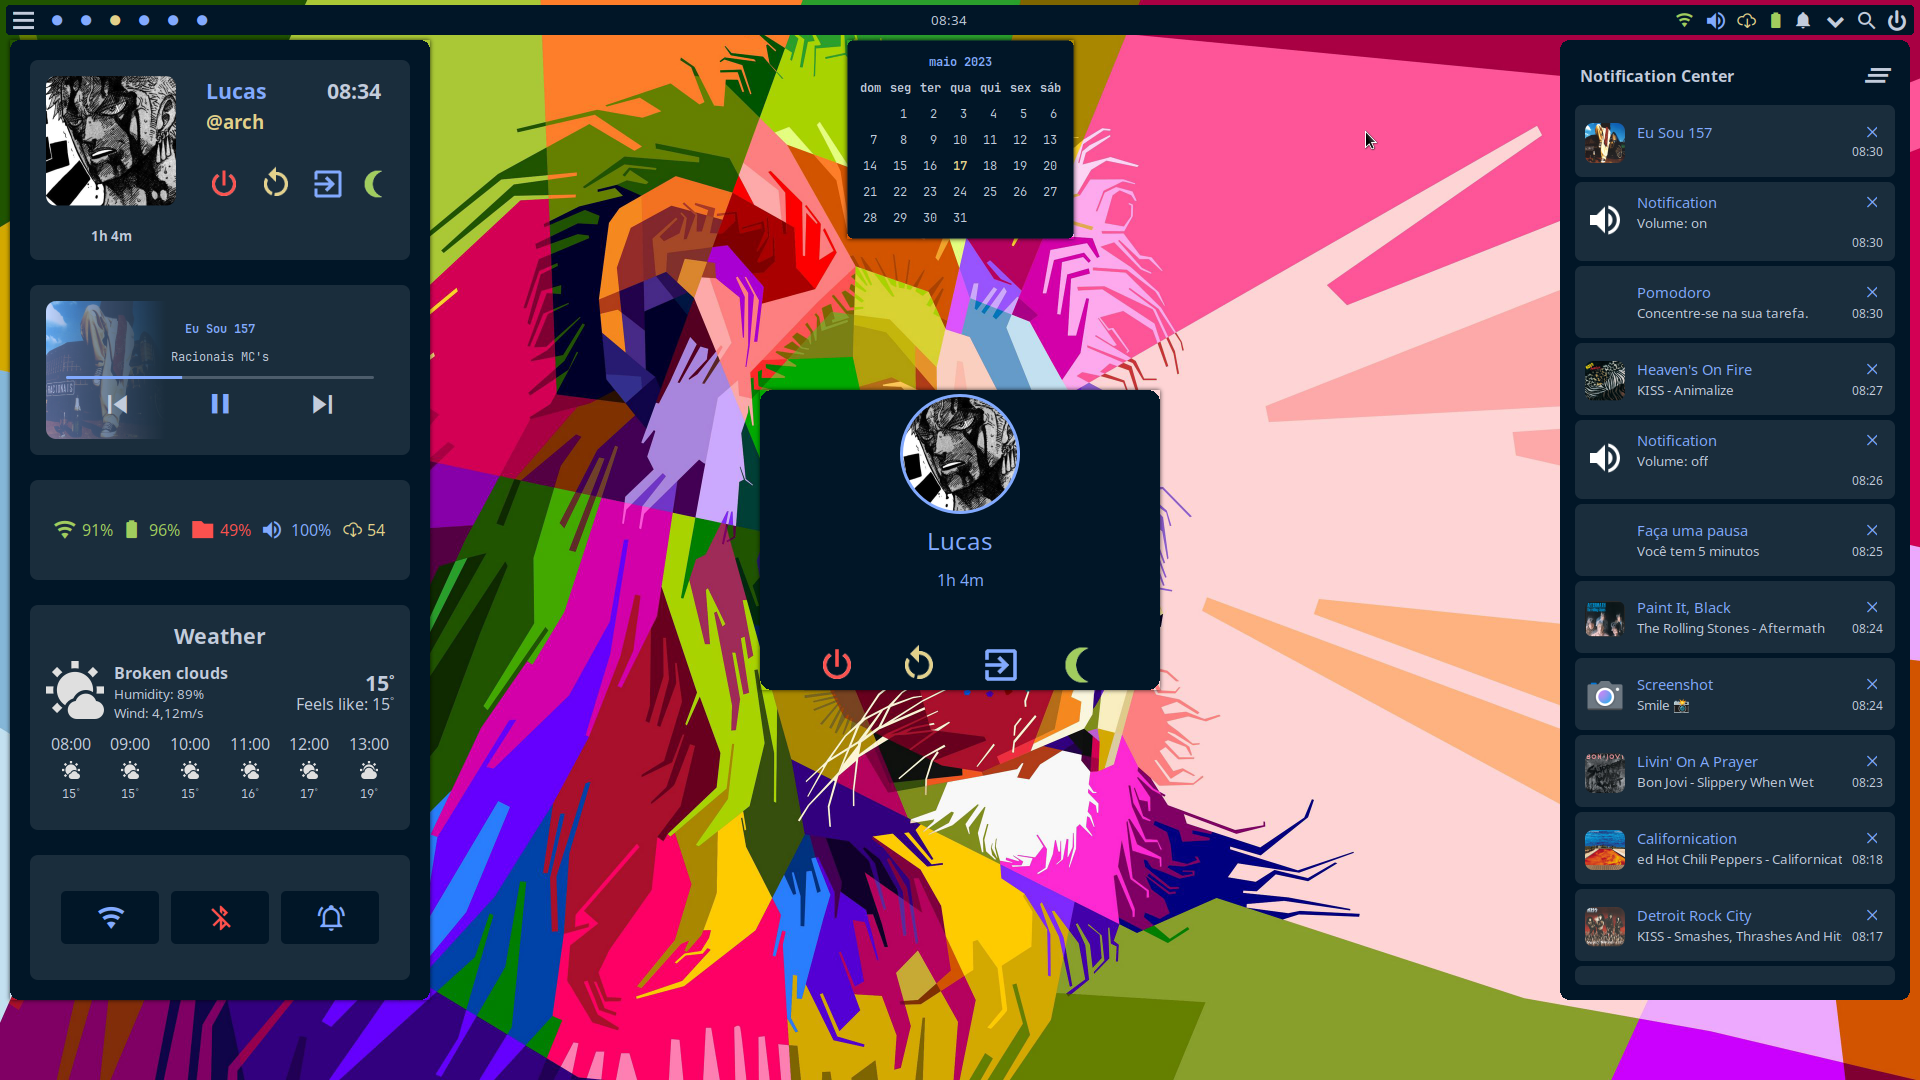 08:34
Lucas 08:34
@arch
1h 4m
Eu Sou 157
Racionais MC's
91% 96% 49% 100% 54
Weather
Broken clouds
Humidity: 89%
Wind: 4,12m/s
15°
Feels like: 15°
08:00 09:00 10:00 11:00 12:00 13:00
15° 15° 15° 16° 17° 19°
maio 2023
dom seg ter qua qui sex sáb
1 2 3 4 5 6
7 8 9 10 11 12 13
14 15 16 17 18 19 20
21 22 23 24 25 26 27
28 29 30 31
Lucas
1h 4m
Notification Center
Eu Sou 157
08:30
Notification
Volume: on
08:30
Pomodoro
Concentre-se na sua tarefa. 08:30
Heaven's On Fire
KISS - Animalize 08:27
Notification
Volume: off
08:26
Faça uma pausa
Você tem 5 minutos 08:25
Paint It, Black
The Rolling Stones - Aftermath 08:24
Screenshot
Smile 📸 08:24
Livin' On A Prayer
Bon Jovi - Slippery When Wet 08:23
Californication
ed Hot Chili Peppers - Californicat 08:18
Detroit Rock City
KISS - Smashes, Thrashes And Hit 08:17